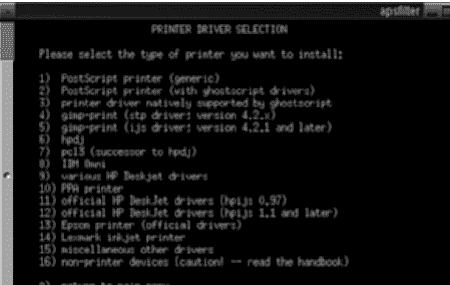 apsfilter
PRINTER DRIVER SELECTION
Please select the type of printer you want to install:
1) PostScript printer (generic)
2) PostScript printer (with ghostscript drivers)
3) printer driver natively supported by ghostscript
4) gimp-print (stp driver; version 4.2.x)
5) gimp-print (ijs driver; version 4.2.1 and later)
6) hpdj
7) pcl3 (successor to hpdj)
8) IBM Omni
9) various HP Deskjet drivers
10) PPA printer
11) official HP DeskJet drivers (hpijs 0.97)
12) official HP DeskJet drivers (hpijs 1.1 and later)
13) Epson printer (official drivers)
14) Lexmark inkjet printer
15) miscellaneous other drivers
16) non-printer devices (caution! -- read the handbook)